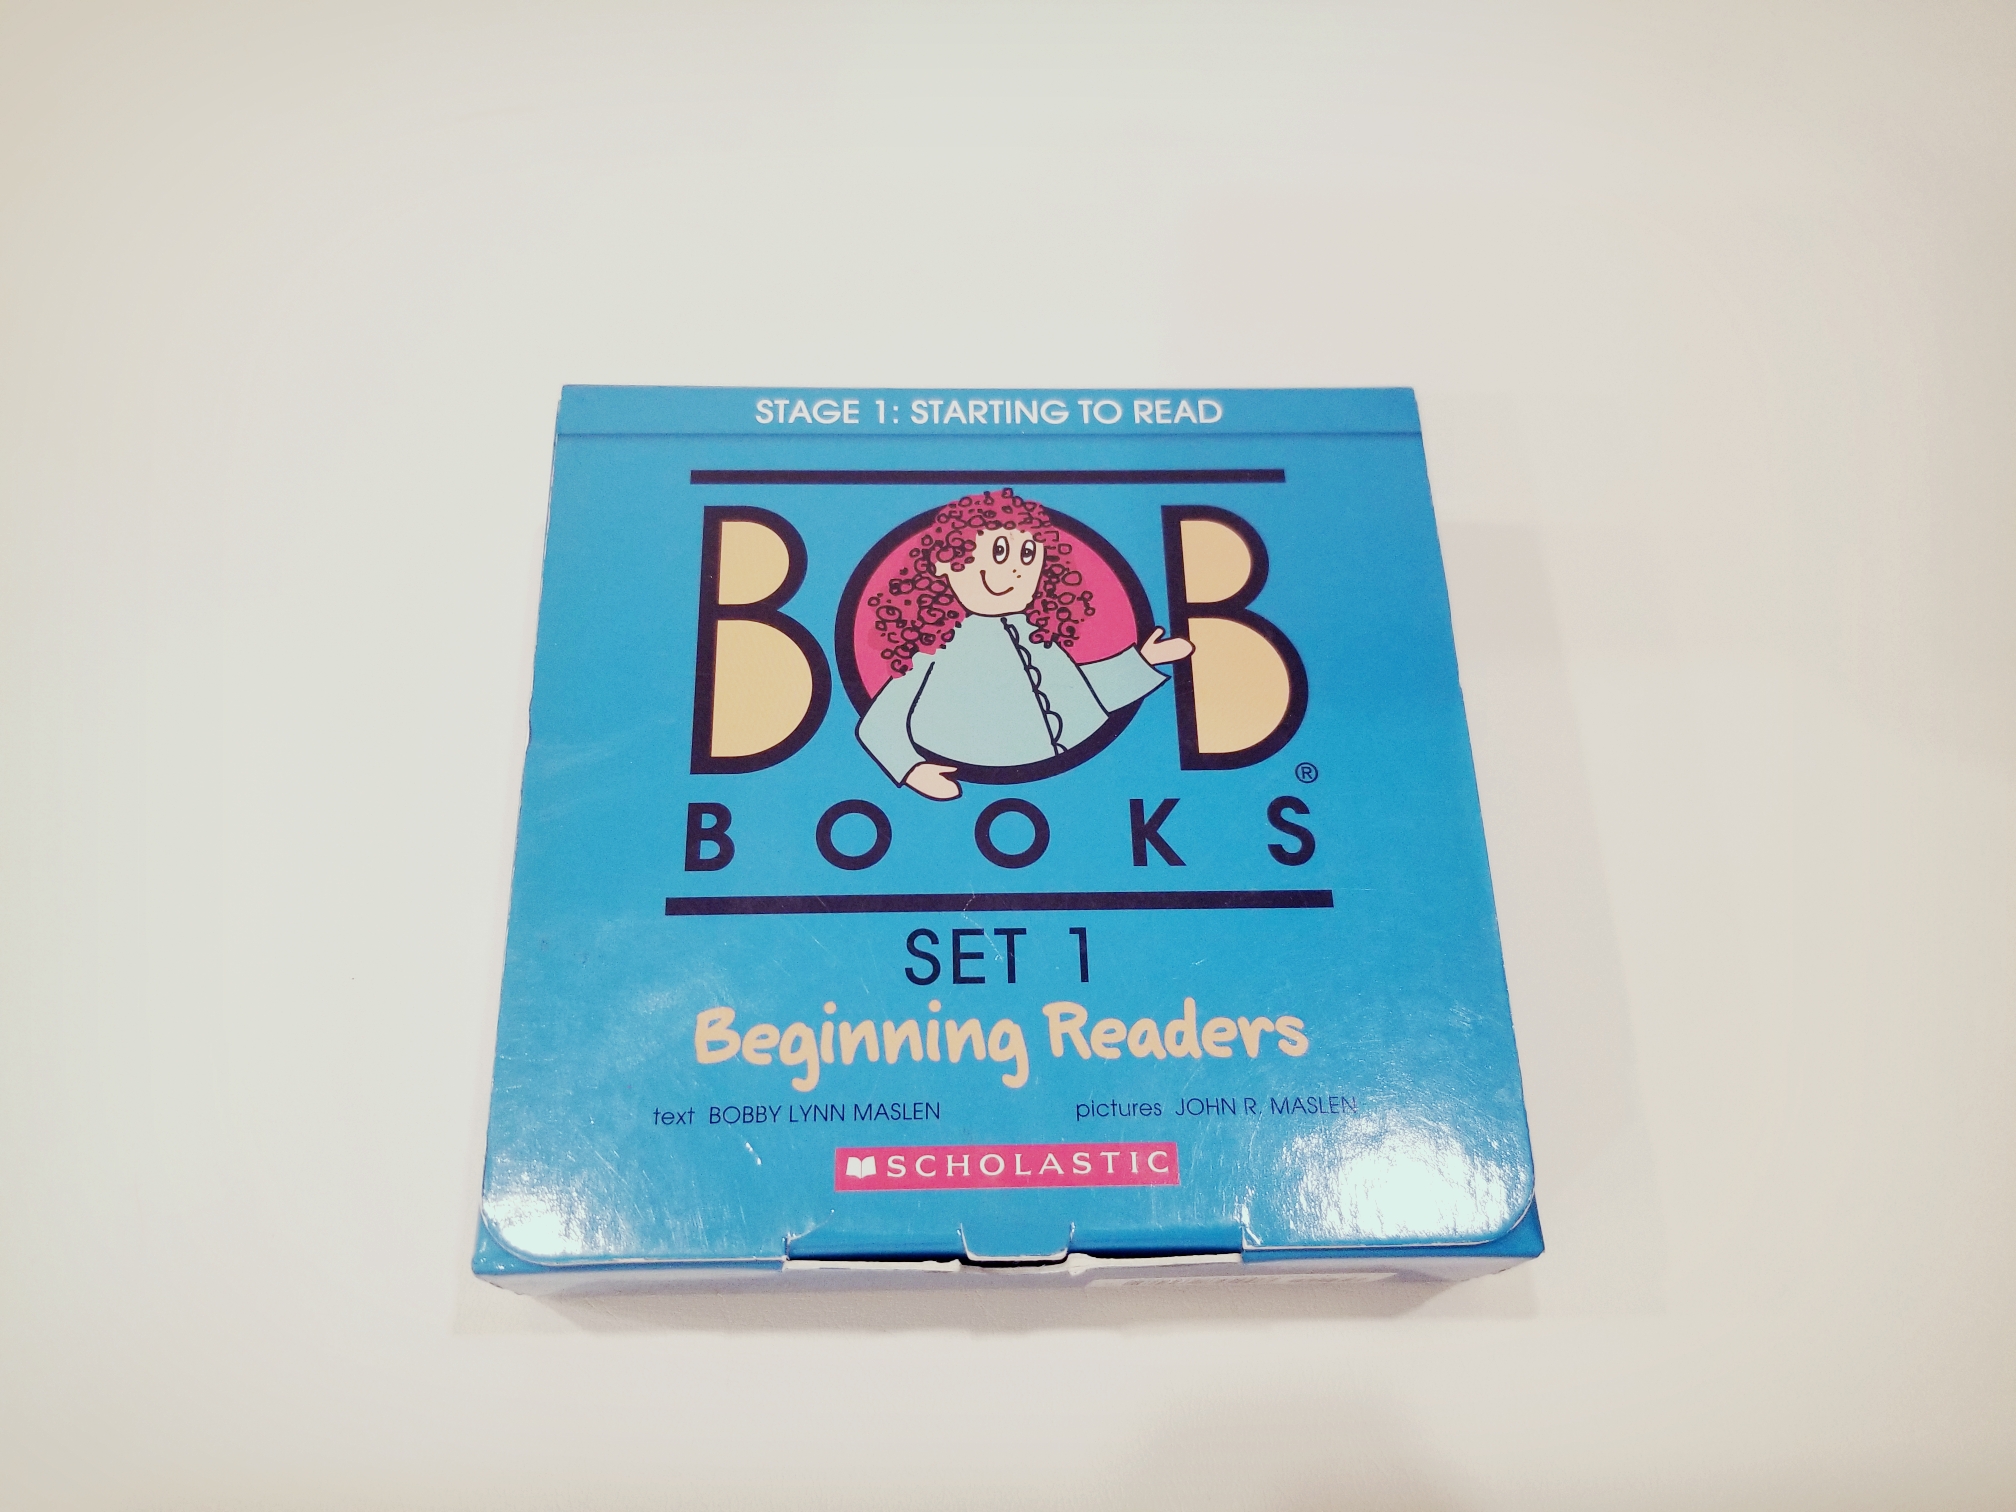 STAGE 1: STARTING TO READ
BOB
®
BOOKS
SET 1
Beginning Readers
text BOBBY LYNN MASLEN pictures JOHN R. MASLEN
SCHOLASTIC